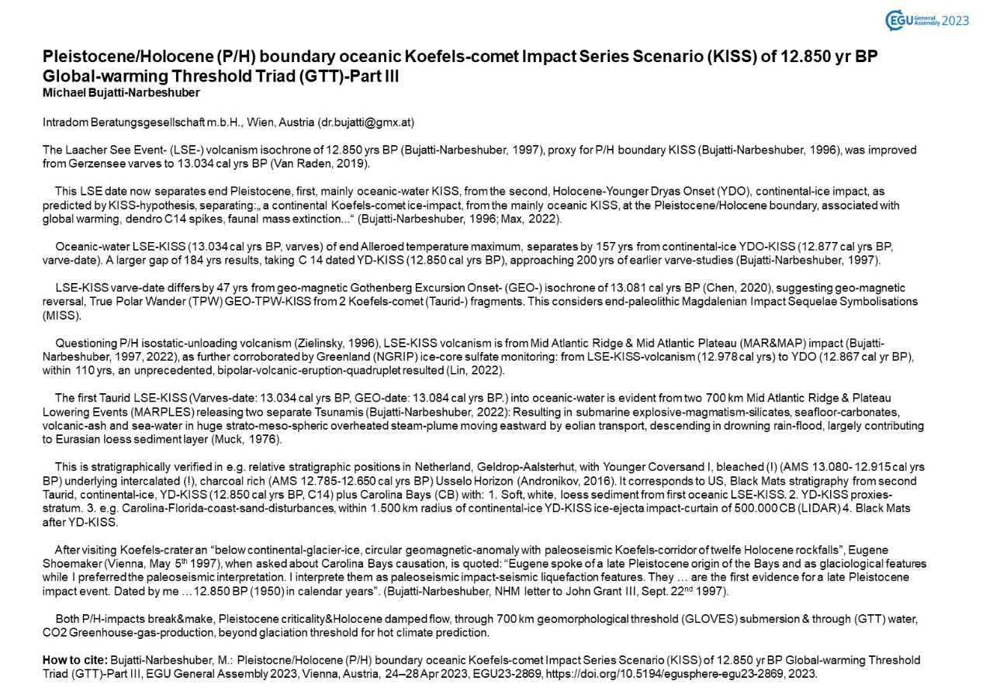 EGU General Assembly 2023
Pleistocene/Holocene (P/H) boundary oceanic Koefels-comet Impact Series Scenario (KISS) of 12.850 yr BP
Global-warming Threshold Triad (GTT)-Part III
Michael Bujatti-Narbeshuber
Intradom Beratungsgesellschaft m.b.H., Wien, Austria (dr.bujatti@gmx.at)
The Laacher See Event- (LSE-) volcanism isochrone of 12.850 yrs BP (Bujatti-Narbeshuber, 1997), proxy for P/H boundary KISS (Bujatti-Narbeshuber, 1996), was improved
from Gerzensee varves to 13.034 cal yrs BP (Van Raden, 2019).
This LSE date now separates end Pleistocene, first, mainly oceanic-water KISS, from the second, Holocene-Younger Dryas Onset (YDO), continental-ice impact, as
predicted by KISS-hypothesis, separating:„ a continental Koefels-comet ice-impact, from the mainly oceanic KISS, at the Pleistocene/Holocene boundary, associated with
global warming, dendro C14 spikes, faunal mass extinction...“ (Bujatti-Narbeshuber, 1996; Max, 2022).
Oceanic-water LSE-KISS (13.034 cal yrs BP, varves) of end Alleroed temperature maximum, separates by 157 yrs from continental-ice YDO-KISS (12.877 cal yrs BP,
varve-date). A larger gap of 184 yrs results, taking C 14 dated YD-KISS (12.850 cal yrs BP), approaching 200 yrs of earlier varve-studies (Bujatti-Narbeshuber, 1997).
LSE-KISS varve-date differs by 47 yrs from geo-magnetic Gothenberg Excursion Onset- (GEO-) isochrone of 13.081 cal yrs BP (Chen, 2020), suggesting geo-magnetic
reversal, True Polar Wander (TPW) GEO-TPW-KISS from 2 Koefels-comet (Taurid-) fragments. This considers end-paleolithic Magdalenian Impact Sequelae Symbolisations
(MISS).
Questioning P/H isostatic-unloading volcanism (Zielinsky, 1996), LSE-KISS volcanism is from Mid Atlantic Ridge & Mid Atlantic Plateau (MAR&MAP) impact (Bujatti-
Narbeshuber, 1997, 2022), as further corroborated by Greenland (NGRIP) ice-core sulfate monitoring: from LSE-KISS-volcanism (12.978 cal yrs) to YDO (12.867 cal yr BP),
within 110 yrs, an unprecedented, bipolar-volcanic-eruption-quadruplet resulted (Lin, 2022).
The first Taurid LSE-KISS (Varves-date: 13.034 cal yrs BP, GEO-date: 13.084 cal yrs BP.) into oceanic-water is evident from two 700 km Mid Atlantic Ridge & Plateau
Lowering Events (MARPLES) releasing two separate Tsunamis (Bujatti-Narbeshuber, 2022): Resulting in submarine explosive-magmatism-silicates, seafloor-carbonates,
volcanic-ash and sea-water in huge strato-meso-spheric overheated steam-plume moving eastward by eolian transport, descending in drowning rain-flood, largely contributing
to Eurasian loess sediment layer (Muck, 1976).
This is stratigraphically verified in e.g. relative stratigraphic positions in Netherland, Geldrop-Aalsterhut, with Younger Coversand I, bleached (!) (AMS 13.080- 12.915 cal yrs
BP) underlying intercalated (!), charcoal rich (AMS 12.785-12.650 cal yrs BP) Usselo Horizon (Andronikov, 2016). It corresponds to US, Black Mats stratigraphy from second
Taurid, continental-ice, YD-KISS (12.850 cal yrs BP, C14) plus Carolina Bays (CB) with: 1. Soft, white, loess sediment from first oceanic LSE-KISS. 2. YD-KISS proxies-
stratum. 3. e.g. Carolina-Florida-coast-sand-disturbances, within 1.500 km radius of continental-ice YD-KISS ice-ejecta impact-curtain of 500.000 CB (LIDAR) 4. Black Mats
after YD-KISS.
After visiting Koefels-crater an “below continental-glacier-ice, circular geomagnetic-anomaly with paleoseismic Koefels-corridor of twelfe Holocene rockfalls”, Eugene
Shoemaker (Vienna, May 5th 1997), when asked about Carolina Bays causation, is quoted: “Eugene spoke of a late Pleistocene origin of the Bays and as glaciological features
while I preferred the paleoseismic interpretation. I interprete them as paleoseismic impact-seismic liquefaction features. They … are the first evidence for a late Pleistocene
impact event. Dated by me …12.850 BP (1950) in calendar years”. (Bujatti-Narbeshuber, NHM letter to John Grant III, Sept. 22nd 1997).
Both P/H-impacts break&make, Pleistocene criticality&Holocene damped flow, through 700 km geomorphological threshold (GLOVES) submersion & through (GTT) water,
CO2 Greenhouse-gas-production, beyond glaciation threshold for hot climate prediction.
How to cite: Bujatti-Narbeshuber, M.: Pleistocne/Holocene (P/H) boundary oceanic Koefels-comet Impact Series Scenario (KISS) of 12.850 yr BP Global-warming Threshold
Triad (GTT)-Part III, EGU General Assembly 2023, Vienna, Austria, 24–28 Apr 2023, EGU23-2869, https://doi.org/10.5194/egusphere-egu23-2869, 2023.